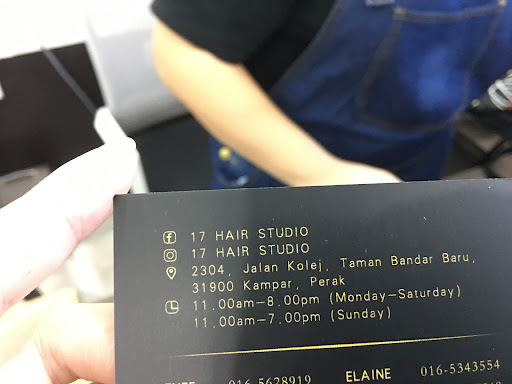 17 HAIR STUDIO
17 HAIR STUDIO
2304, Jalan Kolej, Taman Bandar Baru,
31900 Kampar, Perak
11.00am–8.00pm (Monday–Saturday)
11.00am–7.00pm (Sunday)
016-5628919 ELAINE 016-5343554